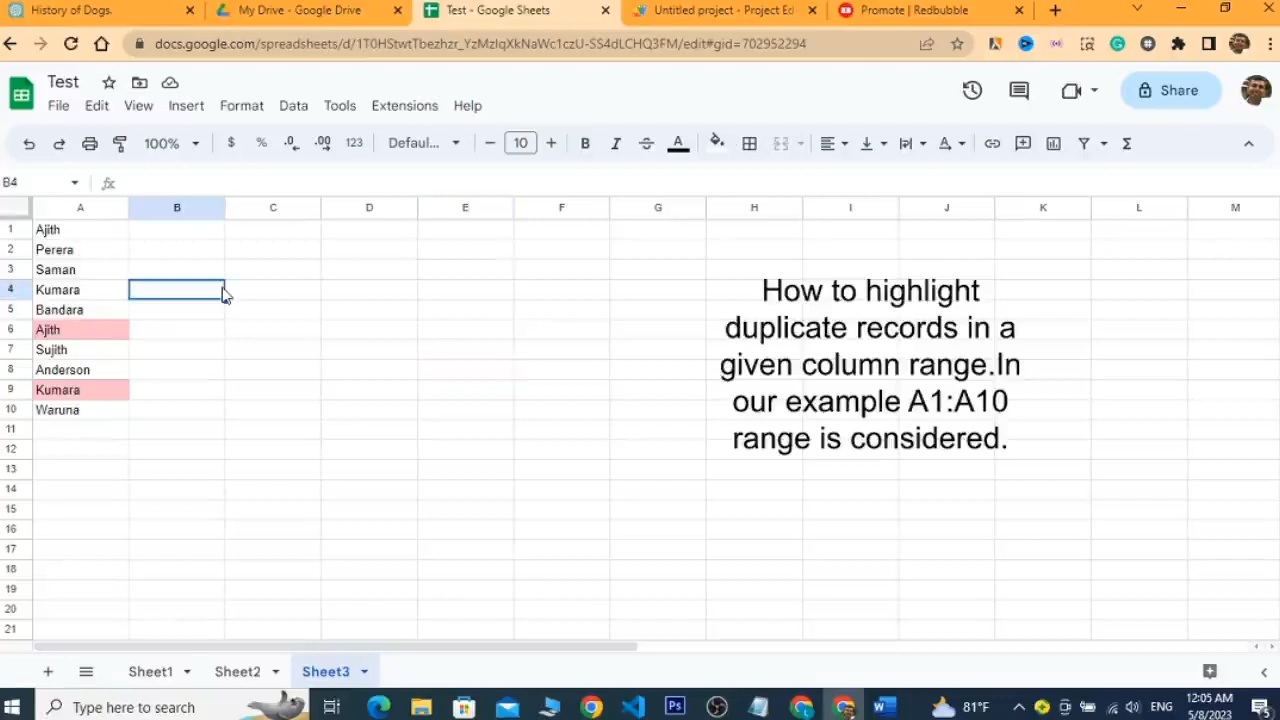 History of Dogs.
My Drive - Google Drive
Test - Google Sheets
Untitled project - Project Ed
Promote | Redbubble
docs.google.com/spreadsheets/d/1T0HStwtTbezhzr_YzMzIqXkNaWc1czU-SS4dLCHQ3FM/edit#gid=702952294
Test
File Edit View Insert Format Data Tools Extensions Help
Share
100% $ % .0 .00 123 Defaul... 10 B I A
B4 fx
A B C D E F G H I J K L M
1 Ajith
2 Perera
3 Saman
4 Kumara
5 Bandara
6 Ajith
7 Sujith
8 Anderson
9 Kumara
10 Waruna
11
12
13
14
15
16
17
18
19
20
21
How to highlight
duplicate records in a
given column range.In
our example A1:A10
range is considered.
Sheet1 Sheet2 Sheet3
Type here to search
81°F
ENG
12:05 AM
5/8/2023